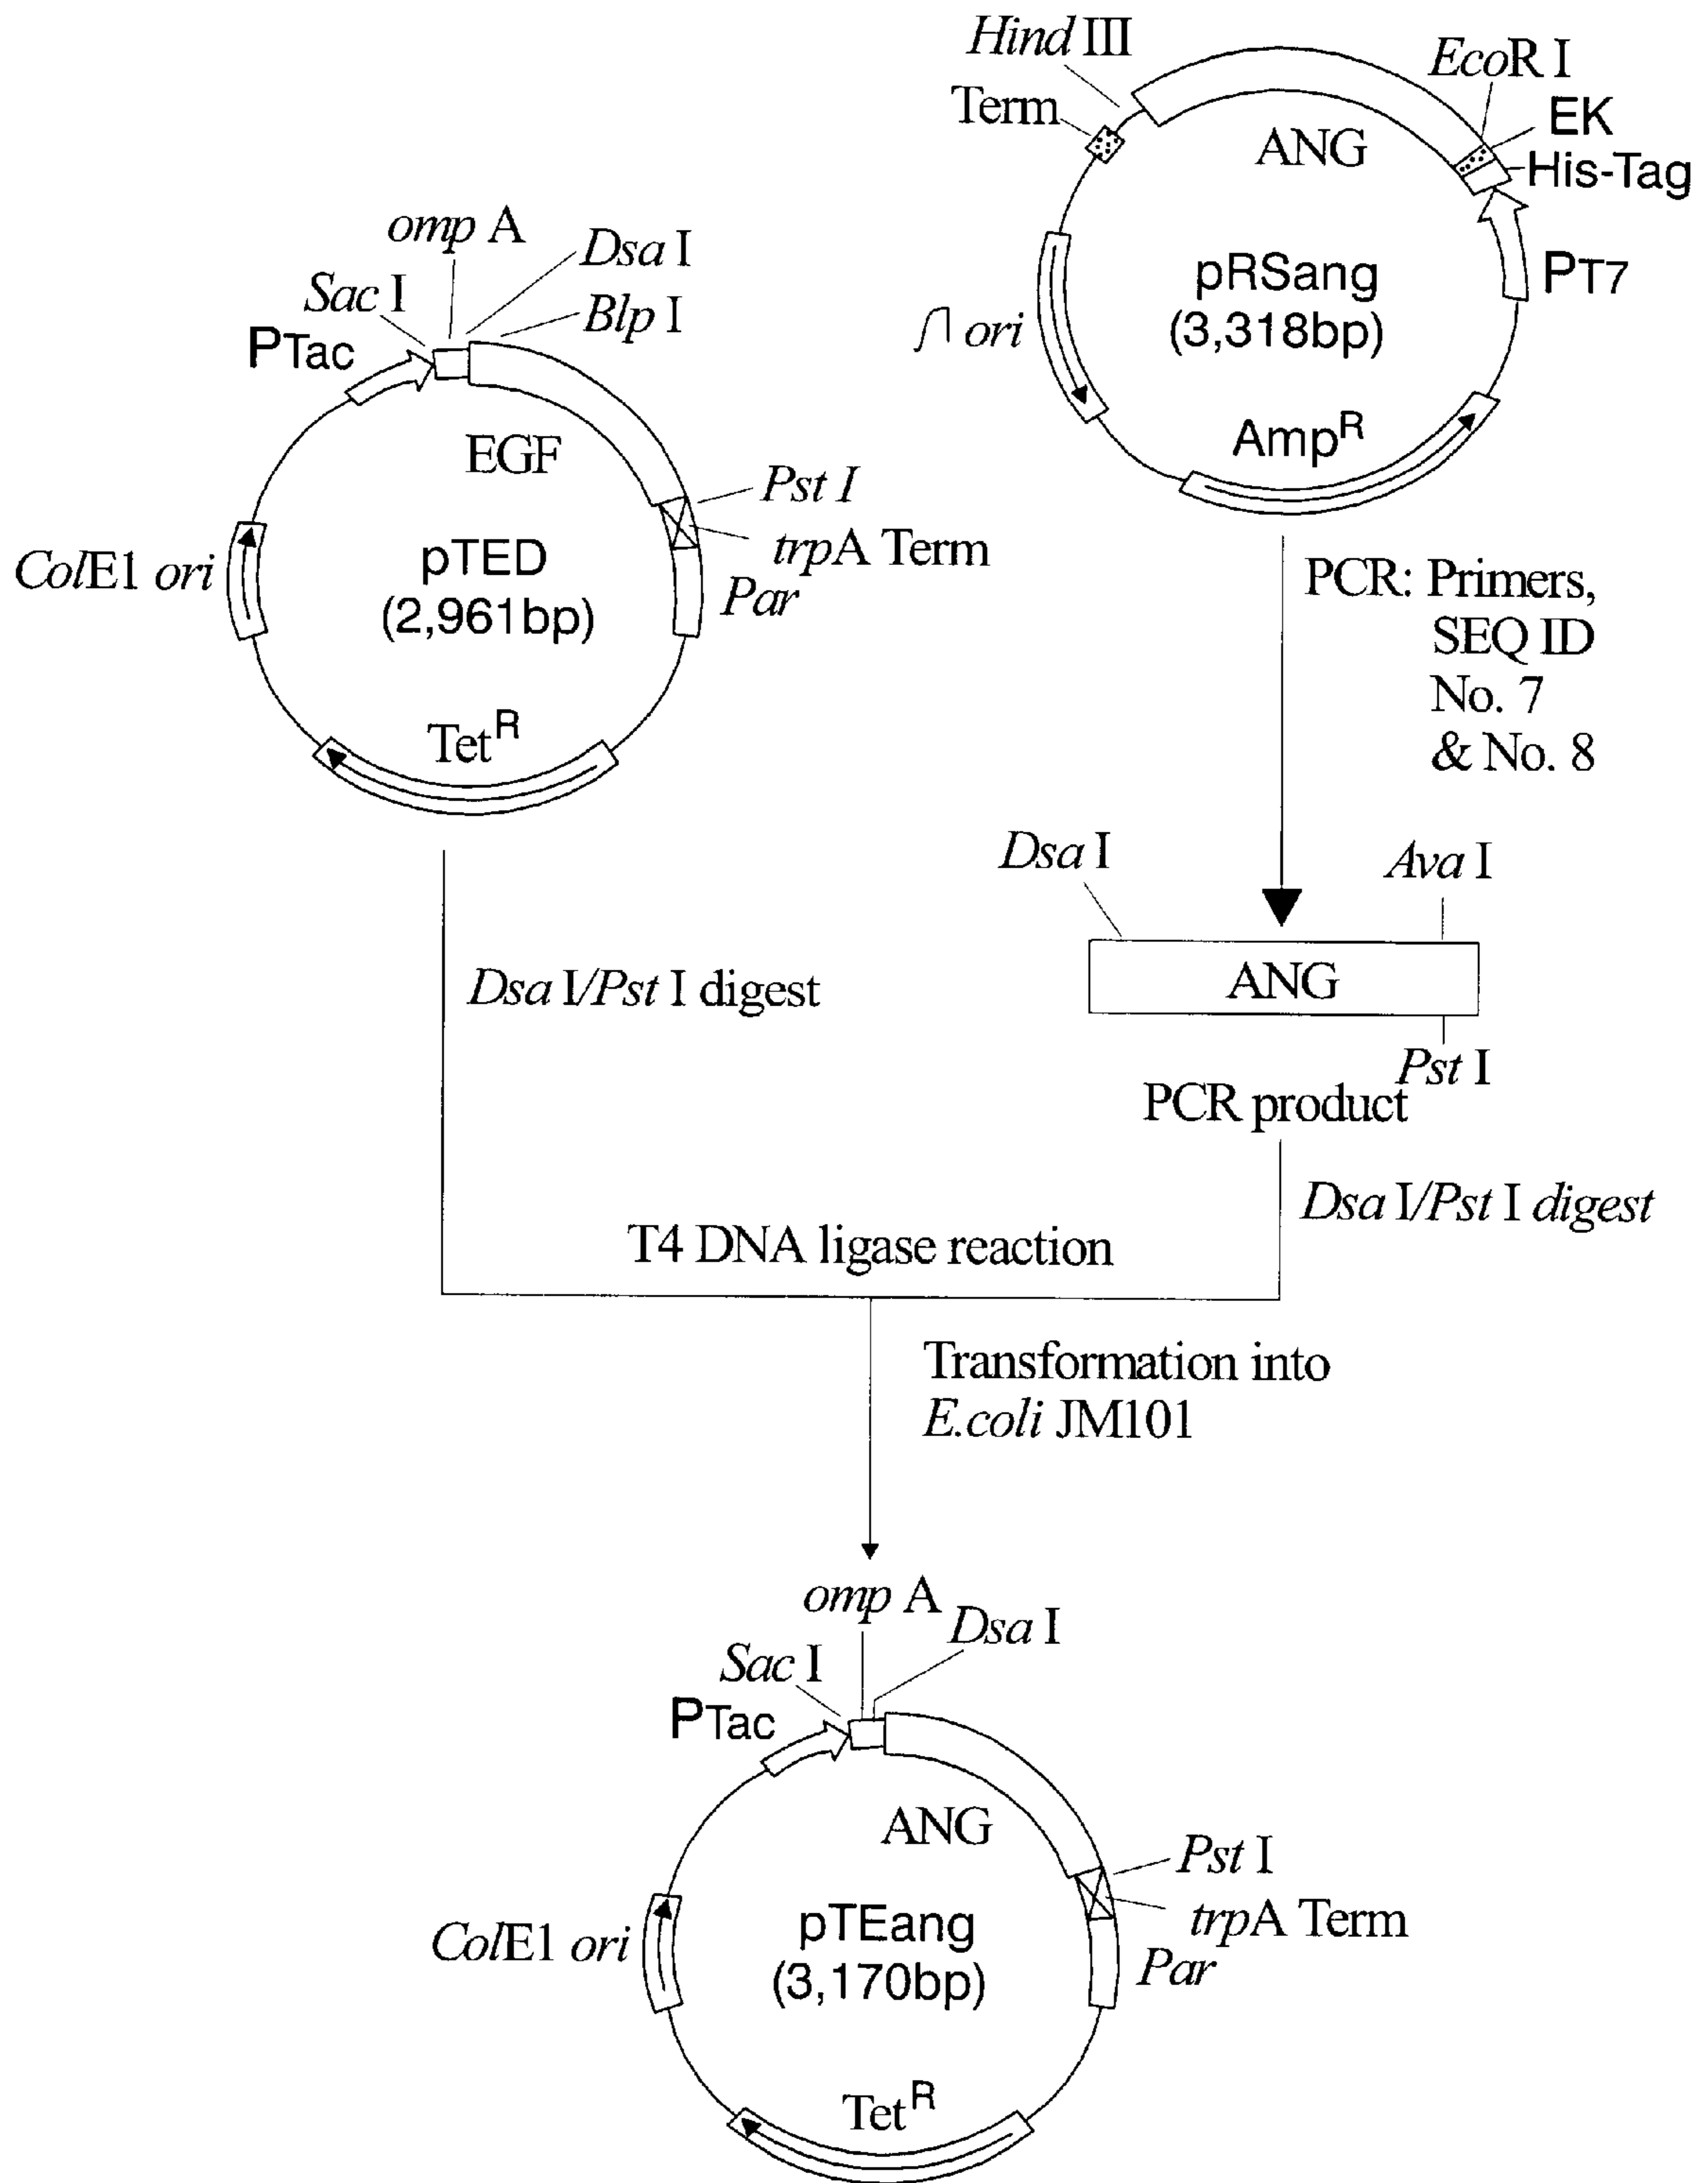 Hind III
EcoR I
Term
EK
ANG
His-Tag
PT7
pRSang
(3,318bp)
ori
AmpR
omp A
Dsa I
Sac I
Blp I
PTac
EGF
Pst I
trpA Term
ColE1 ori
pTED
(2,961bp)
Par
TetR
PCR: Primers,
SEQ ID
No. 7
& No. 8
Dsa I
Ava I
ANG
Pst I
PCR product
Dsa I/Pst I digest
Dsa I/Pst I digest
T4 DNA ligase reaction
Transformation into
E.coli JM101
omp A
Dsa I
Sac I
PTac
ANG
Pst I
trpA Term
ColE1 ori
pTEang
(3,170bp)
Par
TetR